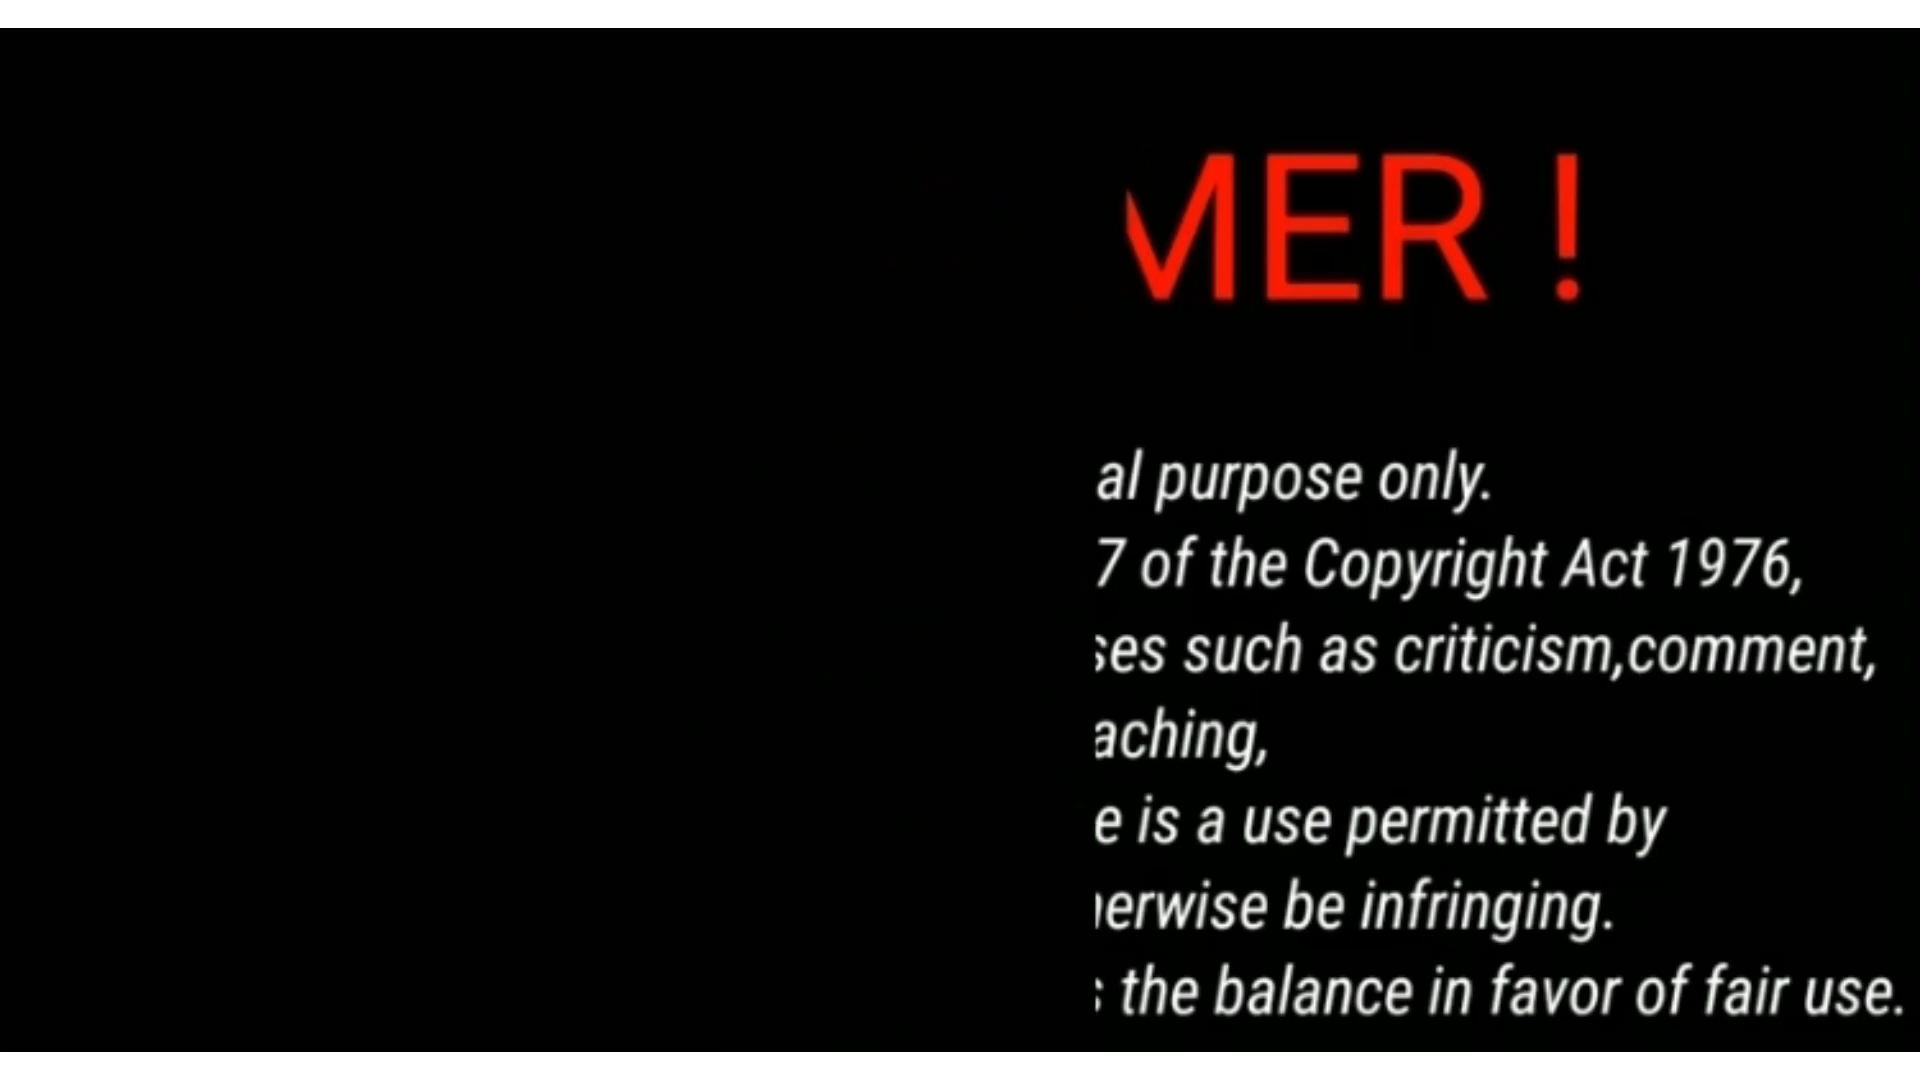 MER !
al purpose only.
7 of the Copyright Act 1976,
ses such as criticism,comment,
aching,
e is a use permitted by
herwise be infringing.
s the balance in favor of fair use.